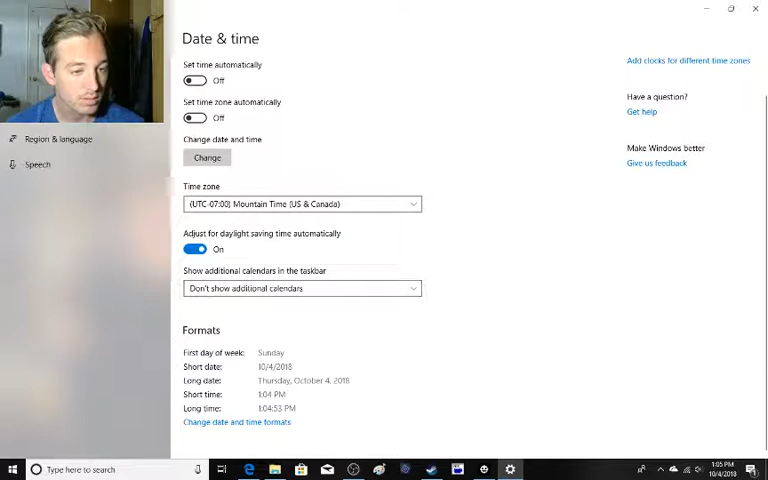 Date & time
Set time automatically
Off
Set time zone automatically
Off
Change date and time
Change
Time zone
(UTC-07:00) Mountain Time (US & Canada)
Adjust for daylight saving time automatically
On
Show additional calendars in the taskbar
Don't show additional calendars
Formats
First day of week: Sunday
Short date: 10/4/2018
Long date: Thursday, October 4, 2018
Short time: 1:04 PM
Long time: 1:04:53 PM
Change date and time formats
Region & language
Speech
Add clocks for different time zones
Have a question?
Get help
Make Windows better
Give us feedback
Type here to search
1:05 PM
10/4/2018